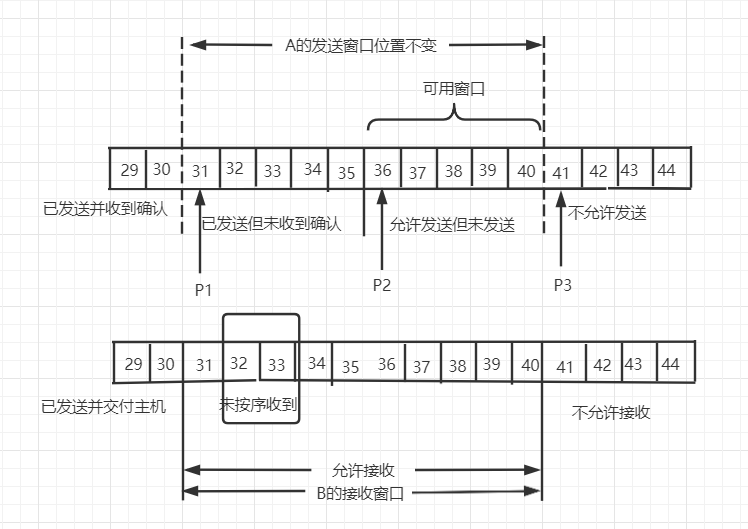 A的发送窗口位置不变
可用窗口
29 30 31 32 33 34 35 36 37 38 39 40 41 42 43 44
已发送并收到确认
已发送但未收到确认
允许发送但未发送
不允许发送
P1
P2
P3
29 30 31 32 33 34 35 36 37 38 39 40 41 42 43 44
已发送并交付主机
未按序收到
不允许接收
允许接收
B的接收窗口